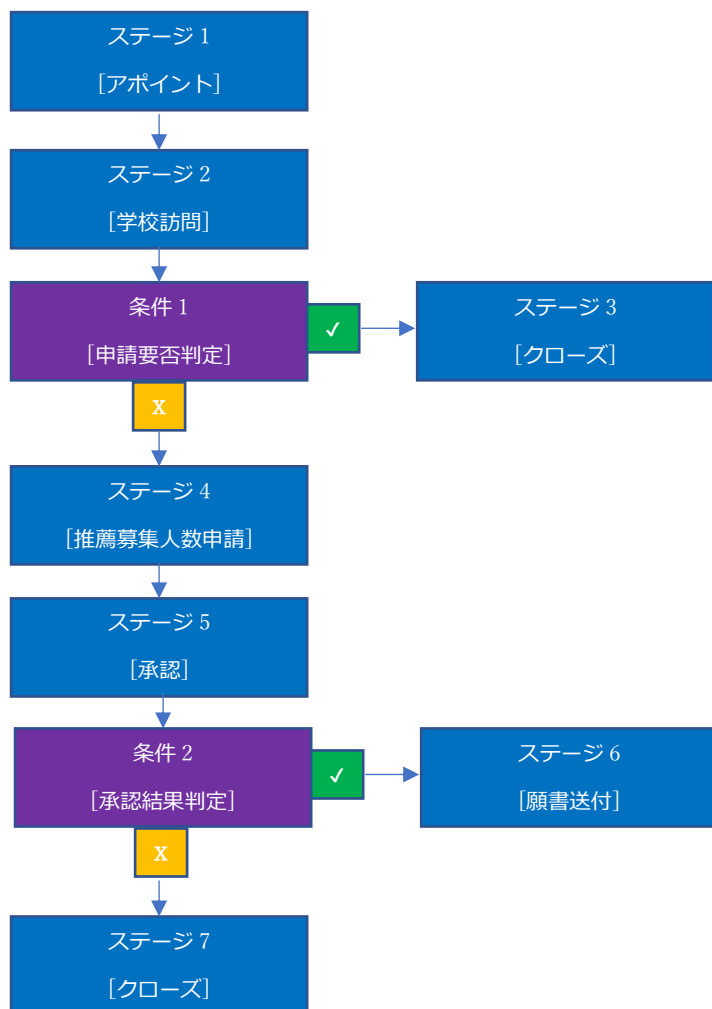 ステージ 1
[アポイント]
ステージ 2
[学校訪問]
条件 1
[申請要否判定]
✓
ステージ 3
[クローズ]
X
ステージ 4
[推薦募集人数申請]
ステージ 5
[承認]
条件 2
[承認結果判定]
✓
ステージ 6
[願書送付]
X
ステージ 7
[クローズ]